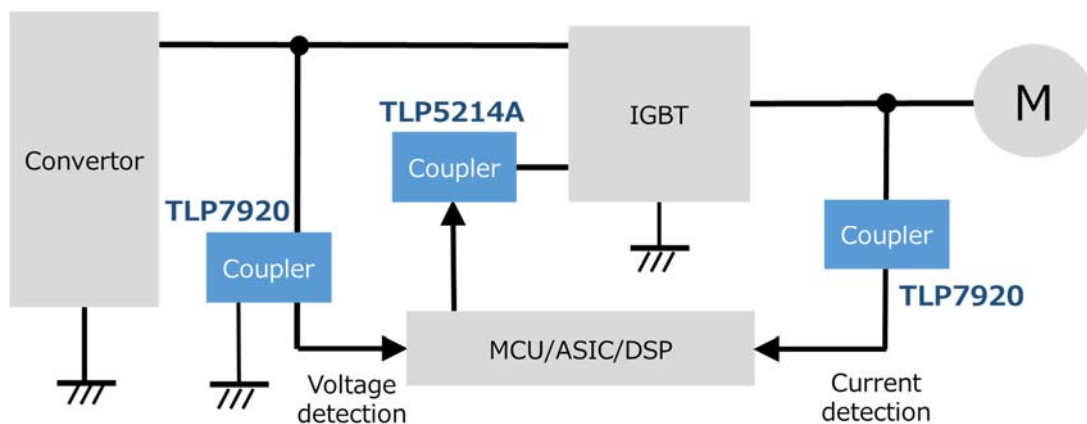 Convertor
TLP7920
Coupler
TLP5214A
Coupler
IGBT
M
Coupler
TLP7920
MCU/ASIC/DSP
Voltage
detection
Current
detection